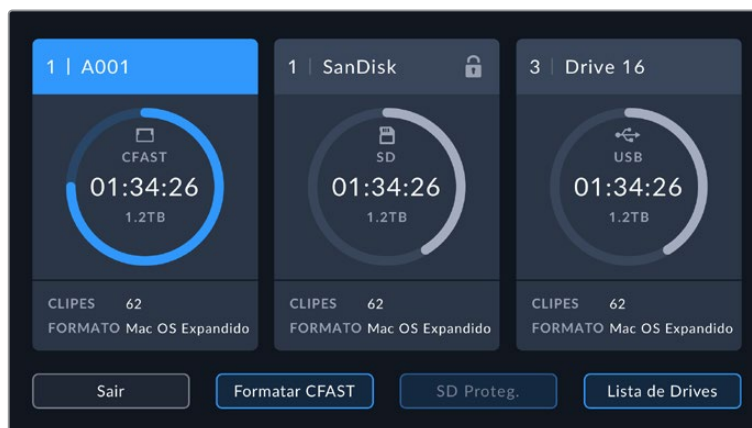 1 | A001
CFAST
01:34:26
1.2TB
CLIPES 62
FORMATO Mac OS Expandido
1 | SanDisk
SD
01:34:26
1.2TB
CLIPES 62
FORMATO Mac OS Expandido
3 | Drive 16
USB
01:34:26
1.2TB
CLIPES 62
FORMATO Mac OS Expandido
Sair
Formatar CFAST
SD Proteg.
Lista de Drives